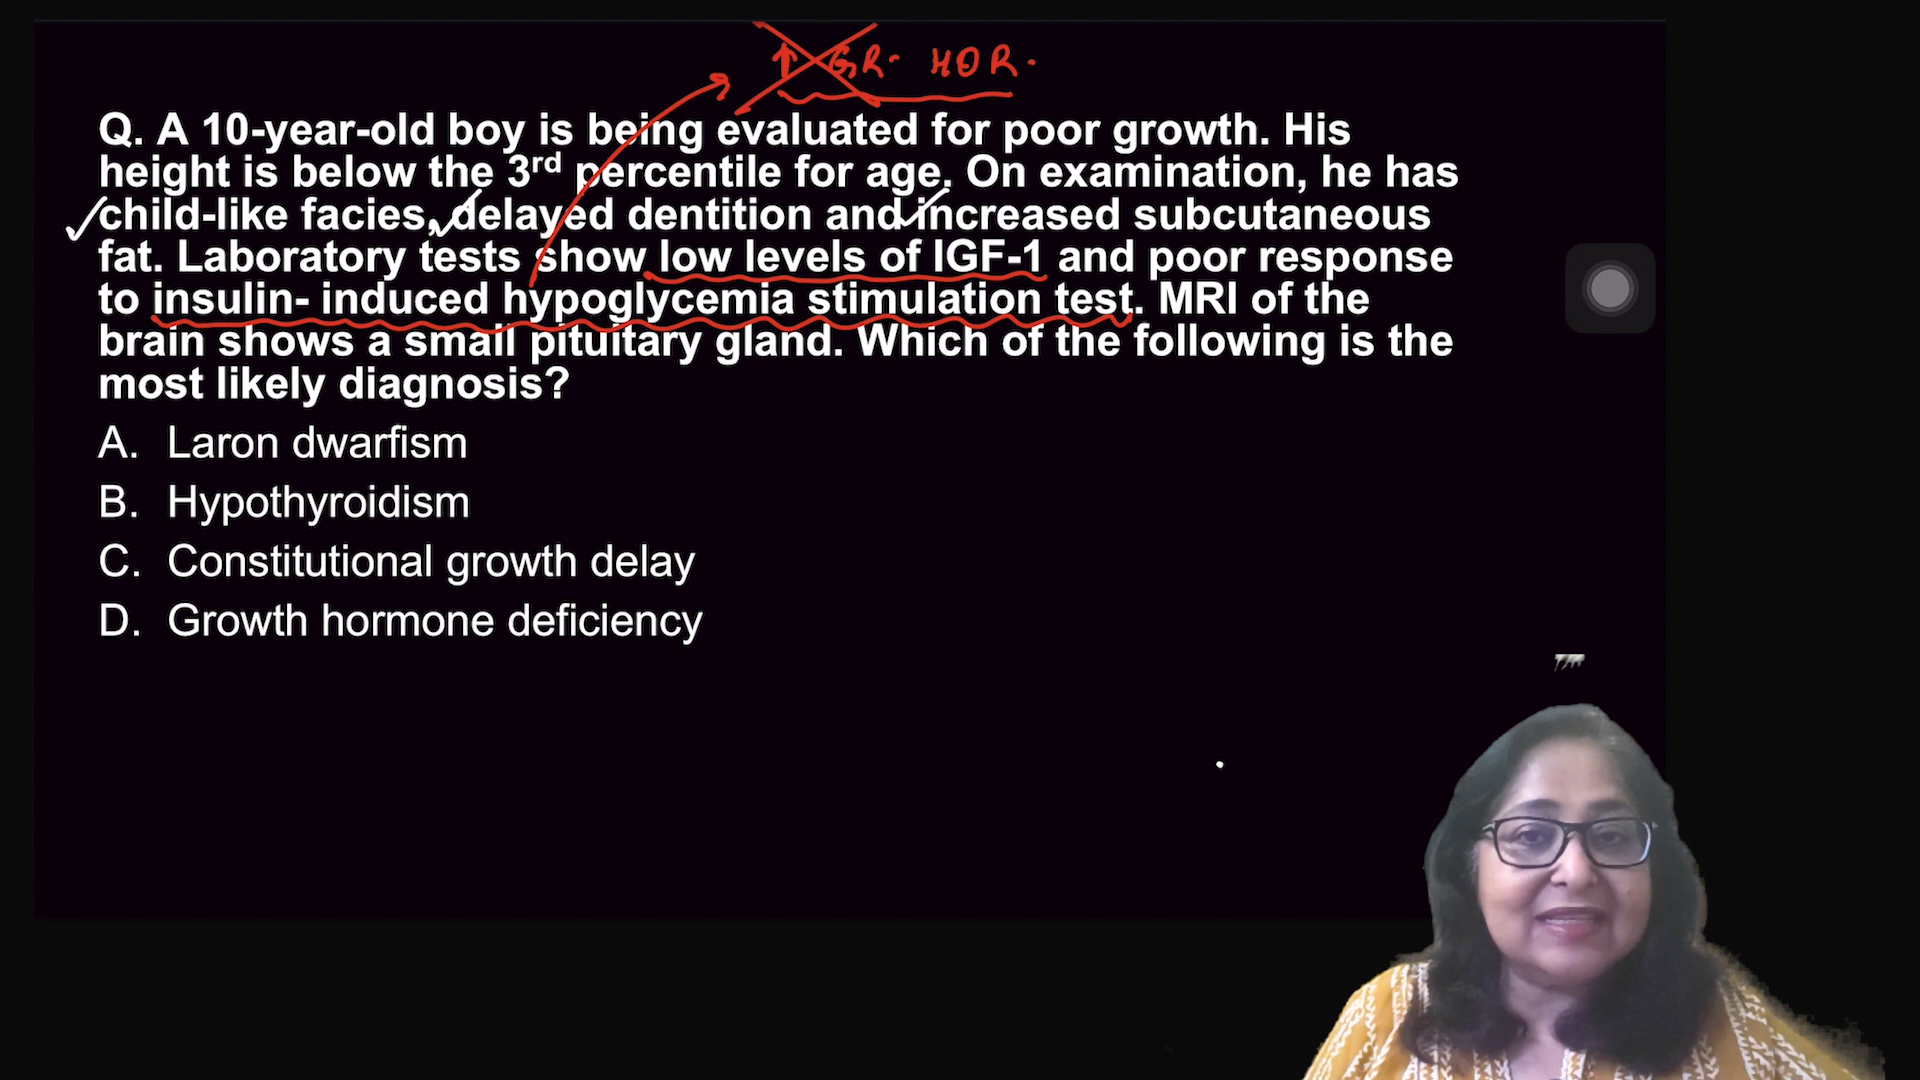 ↑ GR. HOR.
Q. A 10-year-old boy is being evaluated for poor growth. His
height is below the 3rd percentile for age. On examination, he has
child-like facies, delayed dentition and increased subcutaneous
fat. Laboratory tests show low levels of IGF-1 and poor response
to insulin- induced hypoglycemia stimulation test. MRI of the
brain shows a small pituitary gland. Which of the following is the
most likely diagnosis?
A. Laron dwarfism
B. Hypothyroidism
C. Constitutional growth delay
D. Growth hormone deficiency